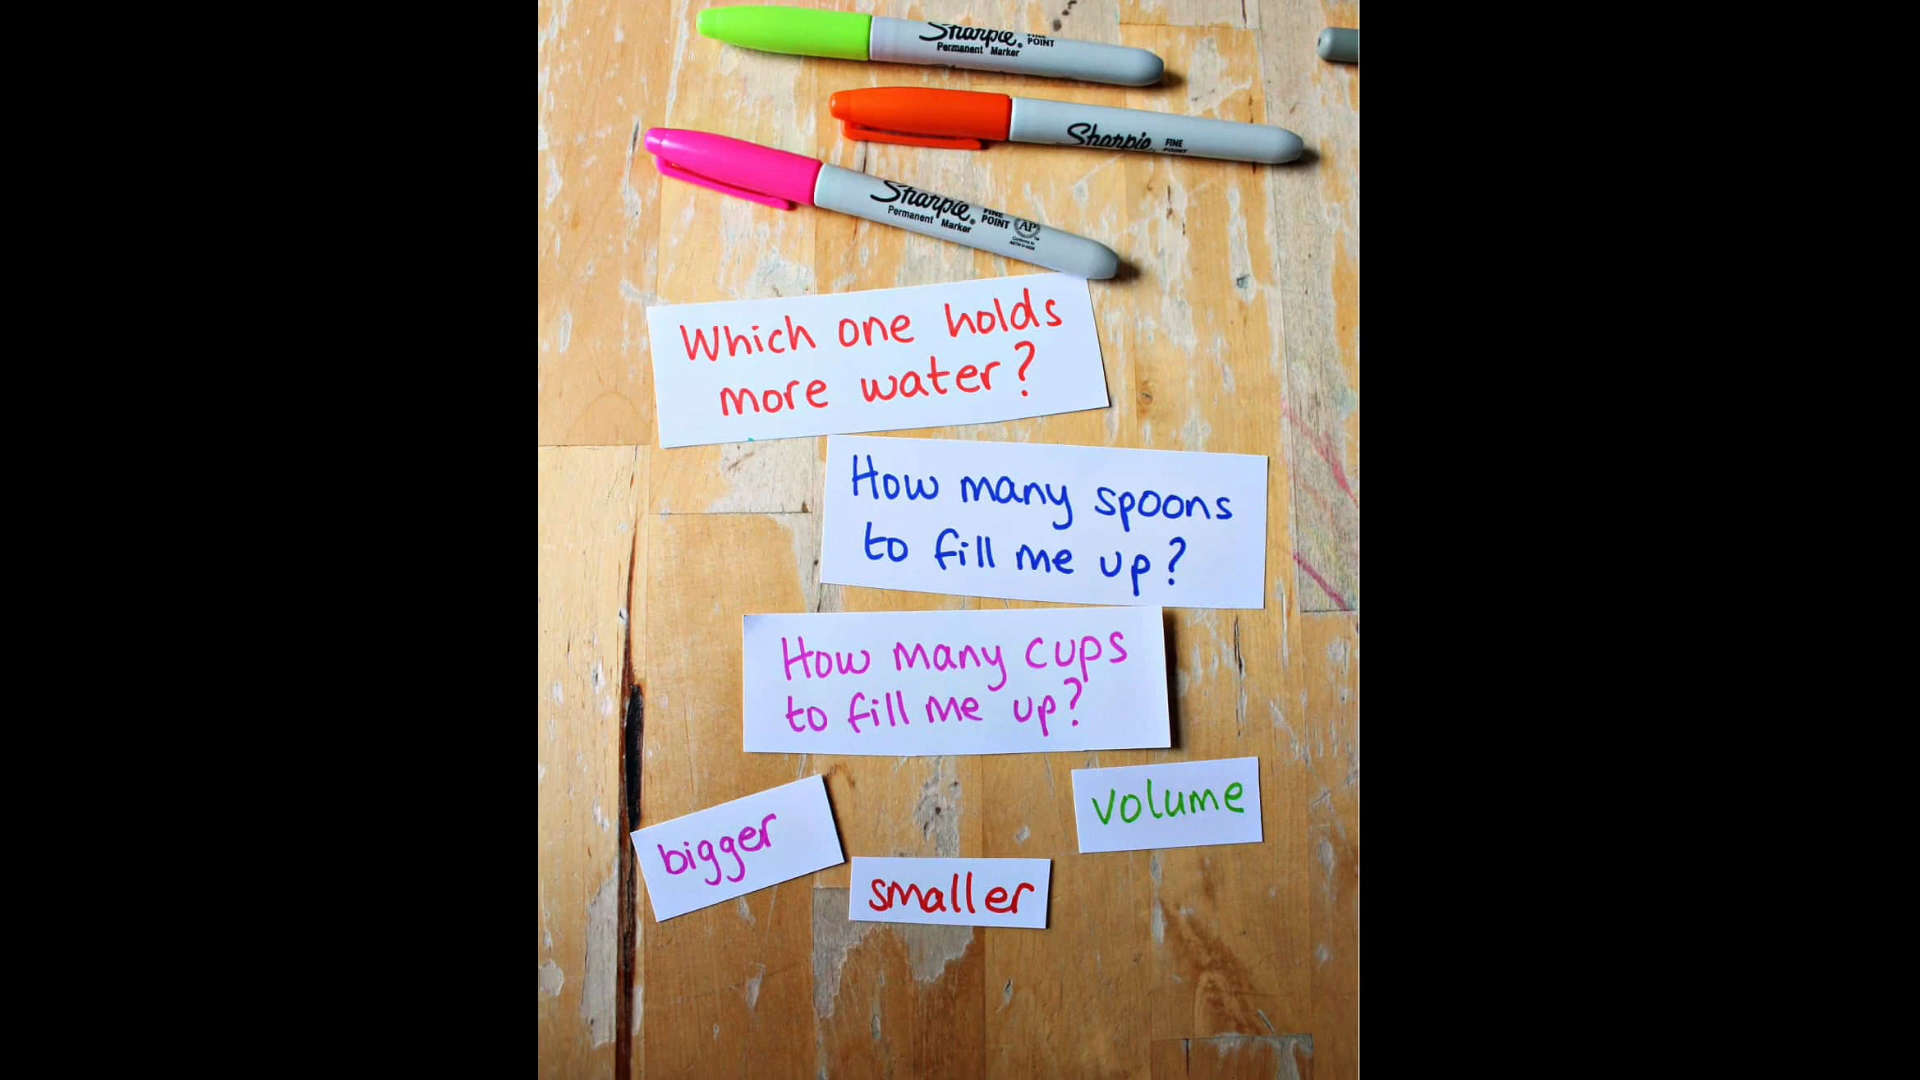 Sharpie. FINE POINT
Permanent Marker
Sharpie FINE POINT
Sharpie. FINE POINT AP
Permanent Marker
Which one holds
more water?
How many spoons
to fill me up?
How many cups
to fill me up?
volume
bigger
smaller